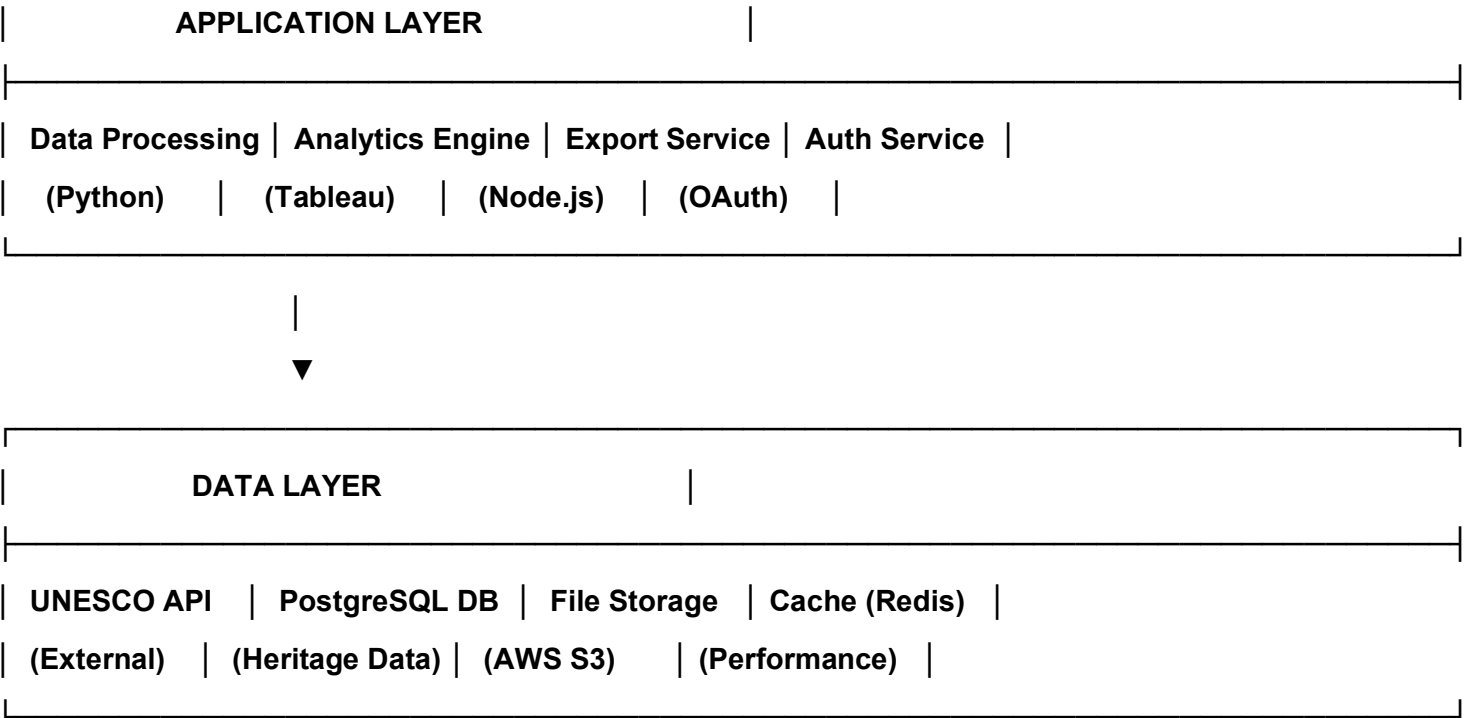 │ APPLICATION LAYER │
├──────────────────────────────────────────────────────────────────────┤
│ Data Processing │ Analytics Engine │ Export Service │ Auth Service │
│ (Python) │ (Tableau) │ (Node.js) │ (OAuth) │
└──────────────────────────────────────────────────────────────────────┘
│
▼
┌──────────────────────────────────────────────────────────────────────┐
│ DATA LAYER │
├──────────────────────────────────────────────────────────────────────┤
│ UNESCO API │ PostgreSQL DB │ File Storage │ Cache (Redis) │
│ (External) │ (Heritage Data) │ (AWS S3) │ (Performance) │
└──────────────────────────────────────────────────────────────────────┘